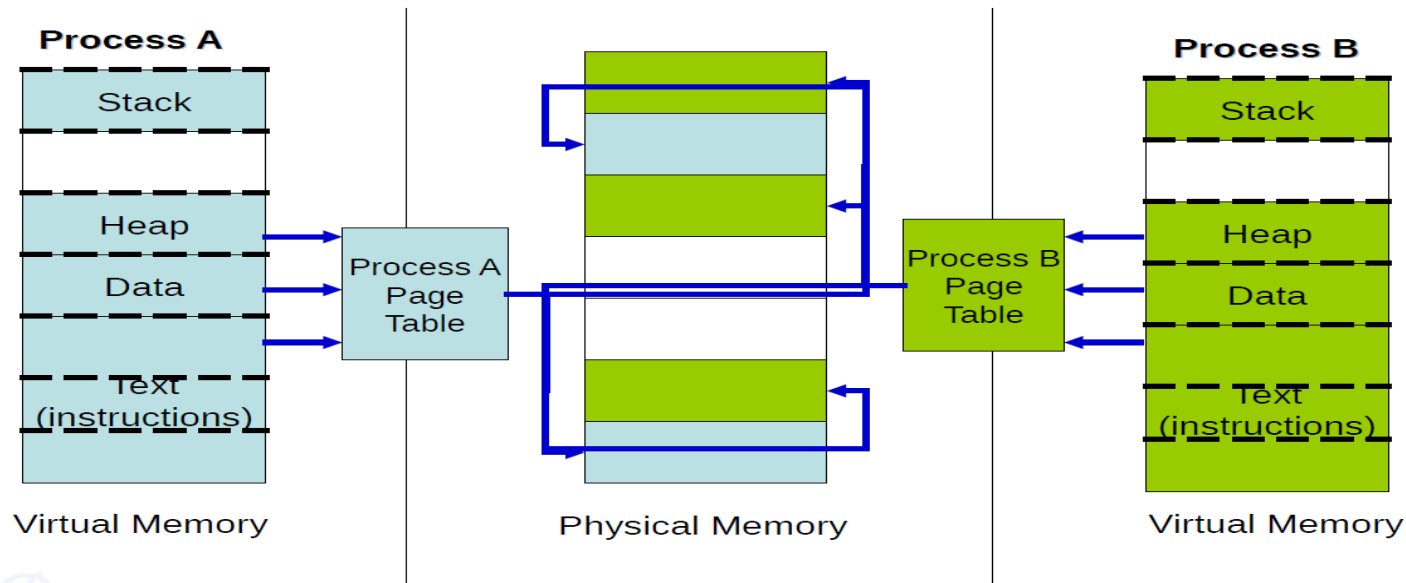 Process A
Stack
Heap
Data
Text
(instructions)
Virtual Memory
Process A
Page
Table
Physical Memory
Process B
Page
Table
Process B
Stack
Heap
Data
Text
(instructions)
Virtual Memory